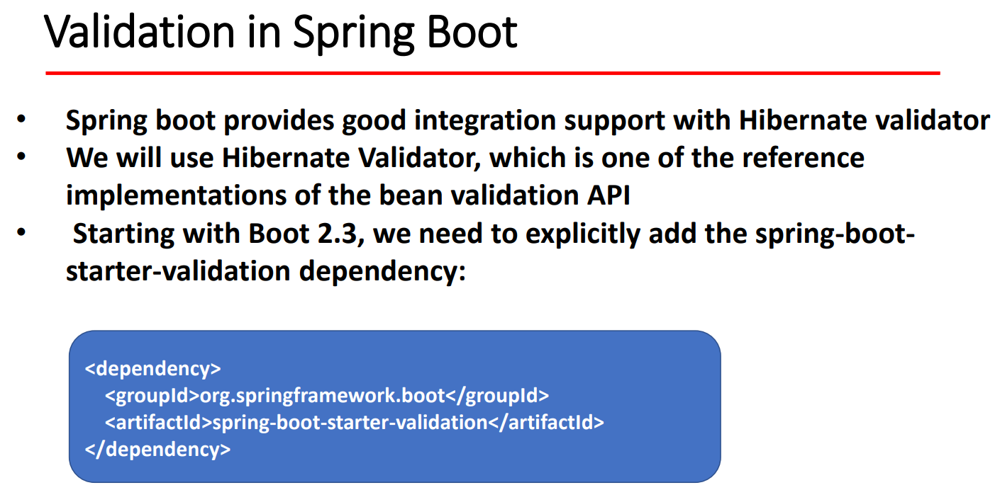 Validation in Spring Boot
• Spring boot provides good integration support with Hibernate validator
• We will use Hibernate Validator, which is one of the reference
implementations of the bean validation API
• Starting with Boot 2.3, we need to explicitly add the spring-boot-
starter-validation dependency:
<dependency>
<groupId>org.springframework.boot</groupId>
<artifactId>spring-boot-starter-validation</artifactId>
</dependency>